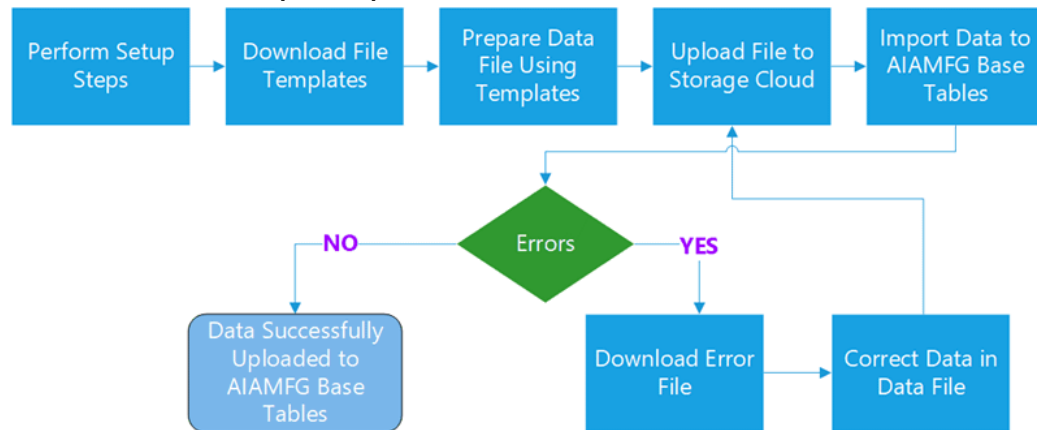 Perform Setup
Steps
Download File
Templates
Prepare Data
File Using
Templates
Upload File to
Storage Cloud
Import Data to
AIAMFG Base
Tables
Errors
NO
YES
Data Successfully
Uploaded to
AIAMFG Base
Tables
Download Error
File
Correct Data in
Data File